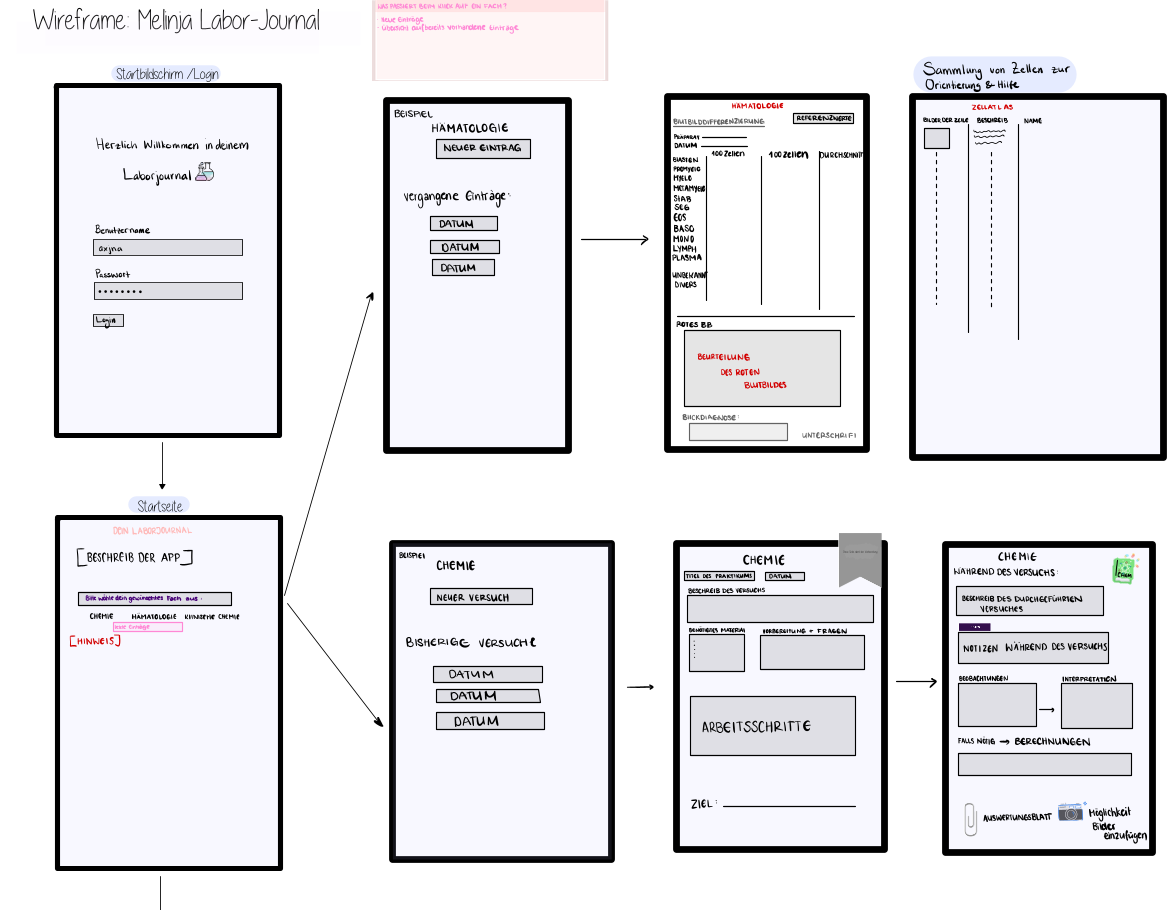 Wireframe: Melinja Labor-Journal
WAS PASSIERT BEIM KLICK AUF EIN FACH?
- Neue Einträge
- Übersicht auf bereits vorhandene Einträge
Startbildschirm /Login
Herzlich Willkommen in deinem
Laborjournal
Benutzername
axjna
Passwort
Login
BEISPIEL
HÄMATOLOGIE
NEUER EINTRAG
vergangene Einträge:
DATUM
DATUM
DATUM
HÄMATOLOGIE
BLUTBILDDIFFERENZIERUNG
REFERENZWERTE
PRÄPARAT
DATUM
100 Zellen
100 Zellen
DURCHSCHNITT
BLASTEN
PROMYELO
MYELO
METAMYELO
STAB
SEG
EOS
BASO
MONO
LYMPH
PLASMA
UNBEKANNT
DIVERS
ROTES BB
BEURTEILUNG
DES ROTEN
BLUTBILDES
BLICKDIAGNOSE:
UNTERSCHRIFT
Sammlung von Zellen zur
Orientierung & Hilfe
ZELLATLAS
BILDER DER ZELLE
BESCHREIB
NAME
Startseite
DEIN LABORJOURNAL
[BESCHREIB DER APP]
Bitte wähle dein gewünschtes Fach aus:
CHEMIE
HÄMATOLOGIE
KLINISCHE CHEMIE
[HINWEIS]
BEISPIEL
CHEMIE
NEUER VERSUCH
BISHERIGE VERSUCHE
DATUM
DATUM
DATUM
CHEMIE
TITEL DES PRAKTIKUMS
DATUM
BESCHREIB DES VERSUCHS
BENÖTIGTES MATERIAL
VORBEREITUNG + FRAGEN
ARBEITSSCHRITTE
ZIEL:
CHEMIE
WÄHREND DES VERSUCHS:
BESCHREIB DES DURCHGEFÜHRTEN
VERSUCHES
NOTIZEN WÄHREND DES VERSUCHS
BEOBACHTUNGEN
INTERPRETATION
FALLS NÖTIG → BERECHNUNGEN
AUSWERTUNGSBLATT
Möglichkeit
Bilder
einzufügen